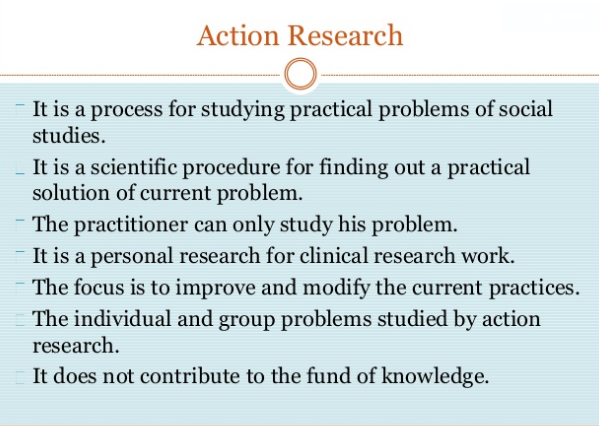 Action Research
It is a process for studying practical problems of social
studies.
It is a scientific procedure for finding out a practical
solution of current problem.
The practitioner can only study his problem.
It is a personal research for clinical research work.
The focus is to improve and modify the current practices.
The individual and group problems studied by action
research.
It does not contribute to the fund of knowledge.